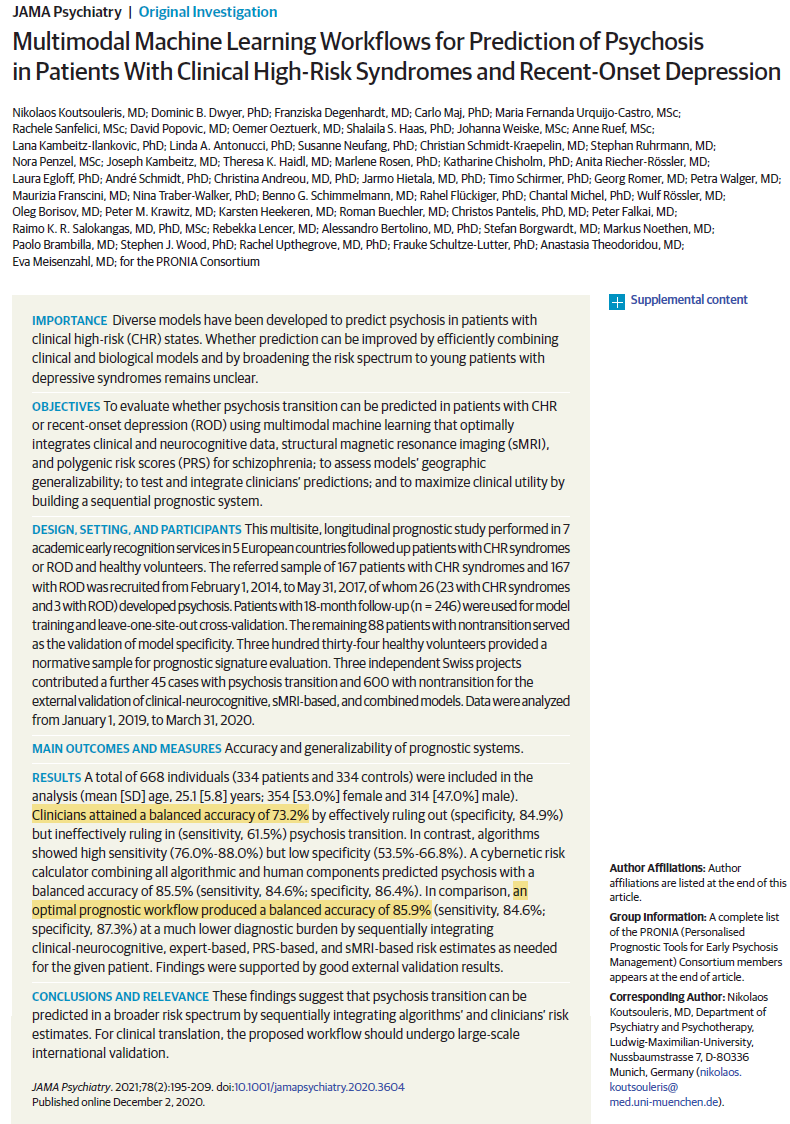 JAMA Psychiatry | Original Investigation
Multimodal Machine Learning Workflows for Prediction of Psychosis
in Patients With Clinical High-Risk Syndromes and Recent-Onset Depression
Nikolaos Koutsouleris, MD; Dominic B. Dwyer, PhD; Franziska Degenhardt, MD; Carlo Maj, PhD; Maria Fernanda Urquijo-Castro, MSc;
Rachele Sanfelici, MSc; David Popovic, MD; Oemer Oeztuerk, MD; Shalaila S. Haas, PhD; Johanna Weiske, MSc; Anne Ruef, MSc;
Lana Kambeitz-Ilankovic, PhD; Linda A. Antonucci, PhD; Susanne Neufang, PhD; Christian Schmidt-Kraepelin, MD; Stephan Ruhrmann, MD;
Nora Penzel, MSc; Joseph Kambeitz, MD; Theresa K. Haidl, MD; Marlene Rosen, PhD; Katharine Chisholm, PhD; Anita Riecher-Rössler, MD;
Laura Egloff, PhD; André Schmidt, PhD; Christina Andreou, MD, PhD; Jarmo Hietala, MD, PhD; Timo Schirmer, PhD; Georg Romer, MD; Petra Walger, MD;
Maurizia Franscini, MD; Nina Traber-Walker, PhD; Benno G. Schimmelmann, MD; Rahel Flückiger, PhD; Chantal Michel, PhD; Wulf Rössler, MD;
Oleg Borisov, MD; Peter M. Krawitz, MD; Karsten Heekeren, MD; Roman Buechler, MD; Christos Pantelis, PhD, MD; Peter Falkai, MD;
Raimo K. R. Salokangas, MD, PhD, MSc; Rebekka Lencer, MD; Alessandro Bertolino, MD, PhD; Stefan Borgwardt, MD; Markus Noethen, MD;
Paolo Brambilla, MD; Stephen J. Wood, PhD; Rachel Upthegrove, MD, PhD; Frauke Schultze-Lutter, PhD; Anastasia Theodoridou, MD;
Eva Meisenzahl, MD; for the PRONIA Consortium
IMPORTANCE Diverse models have been developed to predict psychosis in patients with
clinical high-risk (CHR) states. Whether prediction can be improved by efficiently combining
clinical and biological models and by broadening the risk spectrum to young patients with
depressive syndromes remains unclear.
OBJECTIVES To evaluate whether psychosis transition can be predicted in patients with CHR
or recent-onset depression (ROD) using multimodal machine learning that optimally
integrates clinical and neurocognitive data, structural magnetic resonance imaging (sMRI),
and polygenic risk scores (PRS) for schizophrenia; to assess models' geographic
generalizability; to test and integrate clinicians' predictions; and to maximize clinical utility by
building a sequential prognostic system.
DESIGN, SETTING, AND PARTICIPANTS This multisite, longitudinal prognostic study performed in 7
academic early recognition services in 5 European countries followed up patients with CHR syndromes
or ROD and healthy volunteers. The referred sample of 167 patients with CHR syndromes and 167
with ROD was recruited from February 1, 2014, to May 31, 2017, of whom 26 (23 with CHR syndromes
and 3 with ROD) developed psychosis. Patients with 18-month follow-up (n = 246) were used for model
training and leave-one-site-out cross-validation. The remaining 88 patients with nontransition served
as the validation of model specificity. Three hundred thirty-four healthy volunteers provided a
normative sample for prognostic signature evaluation. Three independent Swiss projects
contributed a further 45 cases with psychosis transition and 600 with nontransition for the
external validation of clinical-neurocognitive, sMRI-based, and combined models. Data were analyzed
from January 1, 2019, to March 31, 2020.
MAIN OUTCOMES AND MEASURES Accuracy and generalizability of prognostic systems.
RESULTS A total of 668 individuals (334 patients and 334 controls) were included in the
analysis (mean [SD] age, 25.1 [5.8] years; 354 [53.0%] female and 314 [47.0%] male).
Clinicians attained a balanced accuracy of 73.2% by effectively ruling out (specificity, 84.9%)
but ineffectively ruling in (sensitivity, 61.5%) psychosis transition. In contrast, algorithms
showed high sensitivity (76.0%-88.0%) but low specificity (53.5%-66.8%). A cybernetic risk
calculator combining all algorithmic and human components predicted psychosis with a
balanced accuracy of 85.5% (sensitivity, 84.6%; specificity, 86.4%). In comparison, an
optimal prognostic workflow produced a balanced accuracy of 85.9% (sensitivity, 84.6%;
specificity, 87.3%) at a much lower diagnostic burden by sequentially integrating
clinical-neurocognitive, expert-based, PRS-based, and sMRI-based risk estimates as needed
for the given patient. Findings were supported by good external validation results.
CONCLUSIONS AND RELEVANCE These findings suggest that psychosis transition can be
predicted in a broader risk spectrum by sequentially integrating algorithms' and clinicians' risk
estimates. For clinical translation, the proposed workflow should undergo large-scale
international validation.
JAMA Psychiatry. 2021;78(2):195-209. doi:10.1001/jamapsychiatry.2020.3604
Published online December 2, 2020.
Supplemental content
Author Affiliations: Author
affiliations are listed at the end of this
article.
Group Information: A complete list
of the PRONIA (Personalised
Prognostic Tools for Early Psychosis
Management) Consortium members
appears at the end of article.
Corresponding Author: Nikolaos
Koutsouleris, MD, Department of
Psychiatry and Psychotherapy,
Ludwig-Maximilian-University,
Nussbaumstrasse 7, D-80336
Munich, Germany (nikolaos.
koutsouleris@
med.uni-muenchen.de).